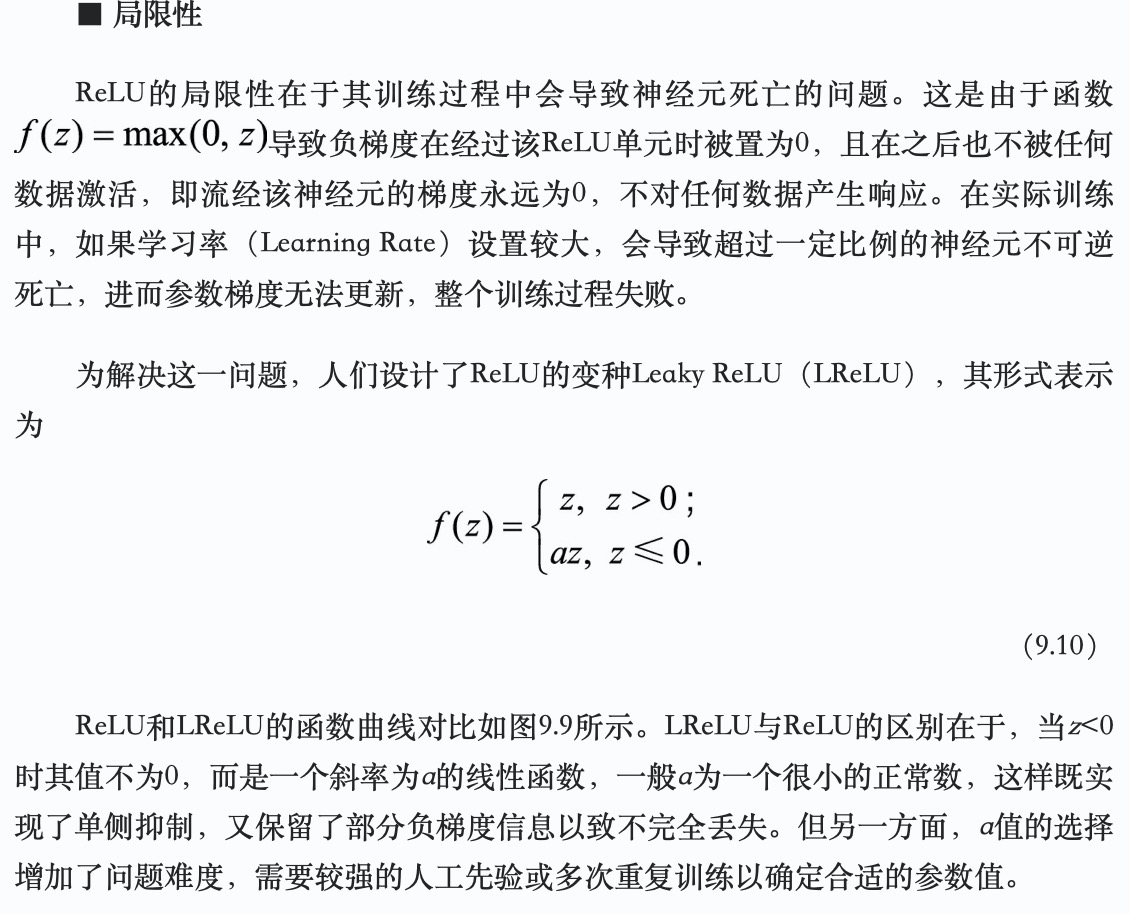 ■ 局限性
ReLU的局限性在于其训练过程中会导致神经元死亡的问题。这是由于函数
f(z) = max(0, z)导致负梯度在经过该ReLU单元时被置为0，且在之后也不被任何
数据激活，即流经该神经元的梯度永远为0，不对任何数据产生响应。在实际训练
中，如果学习率（Learning Rate）设置较大，会导致超过一定比例的神经元不可逆
死亡，进而参数梯度无法更新，整个训练过程失败。
为解决这一问题，人们设计了ReLU的变种Leaky ReLU（LReLU），其形式表示
为
f(z) = { z, z > 0 ;
az, z ⩽ 0 .
（9.10）
ReLU和LReLU的函数曲线对比如图9.9所示。LReLU与ReLU的区别在于，当z<0
时其值不为0，而是一个斜率为a的线性函数，一般a为一个很小的正常数，这样既实
现了单侧抑制，又保留了部分负梯度信息以致不完全丢失。但另一方面，a值的选择
增加了问题难度，需要较强的人工先验或多次重复训练以确定合适的参数值。